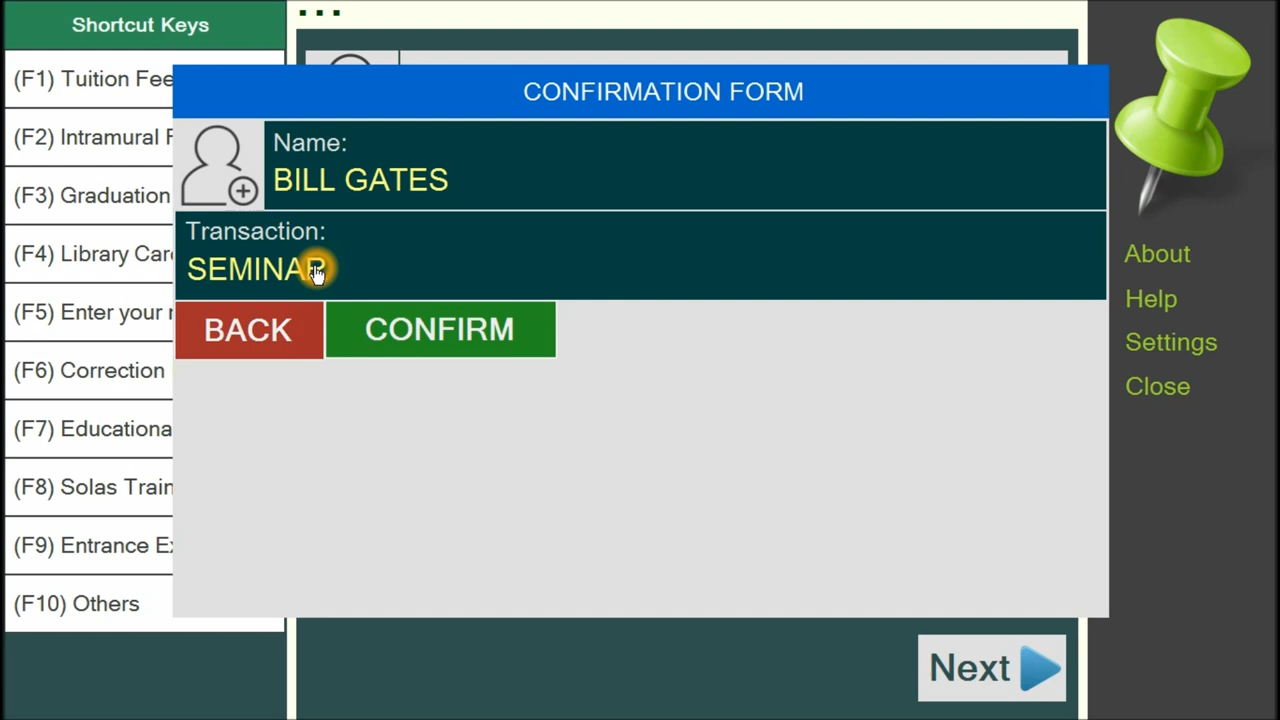 Shortcut Keys
(F1) Tuition Fee
(F2) Intramural F
(F3) Graduation
(F4) Library Car
(F5) Enter your
(F6) Correction
(F7) Educationa
(F8) Solas Train
(F9) Entrance Ex
(F10) Others
CONFIRMATION FORM
Name:
BILL GATES
Transaction:
SEMINAR
BACK CONFIRM
Next
About
Help
Settings
Close